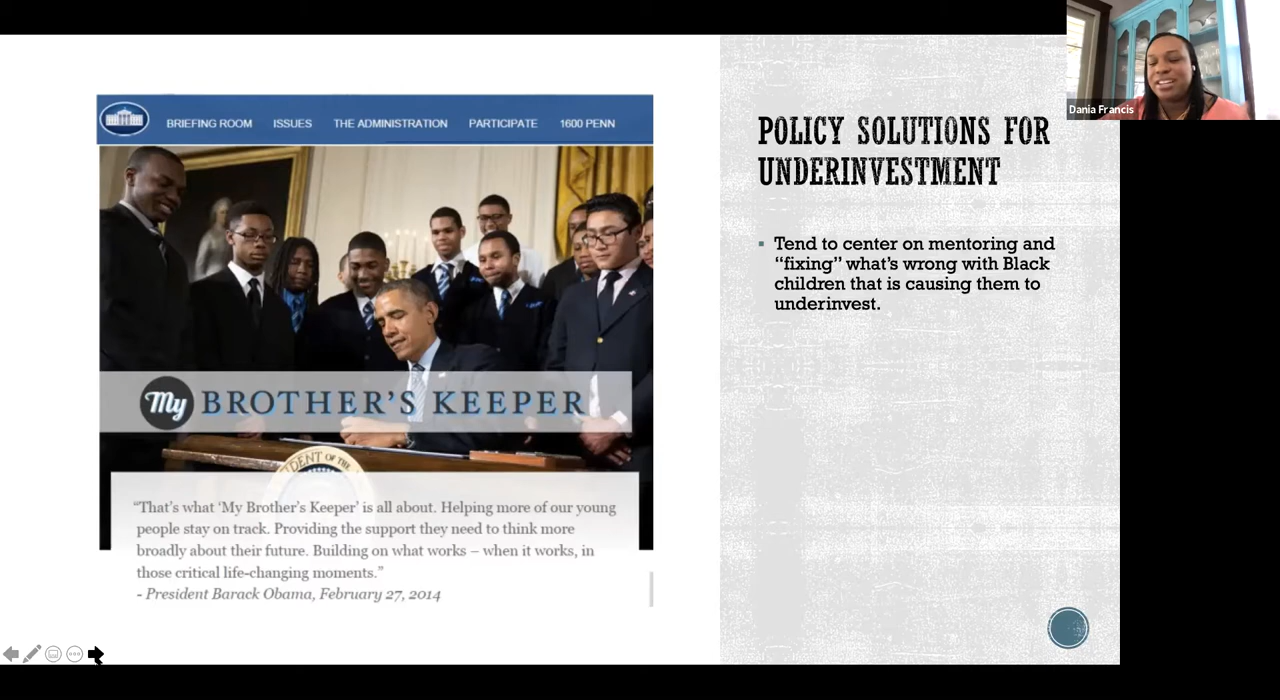 Dania Francis
BRIEFING ROOM ISSUES THE ADMINISTRATION PARTICIPATE 1600 PENN
My BROTHER'S KEEPER
DENT OF THE
“That's what ‘My Brother's Keeper’ is all about. Helping more of our young
people stay on track. Providing the support they need to think more
broadly about their future. Building on what works – when it works, in
those critical life-changing moments.”
- President Barack Obama, February 27, 2014
POLICY SOLUTIONS FOR
UNDERINVESTMENT
▪ Tend to center on mentoring and
“fixing” what's wrong with Black
children that is causing them to
underinvest.